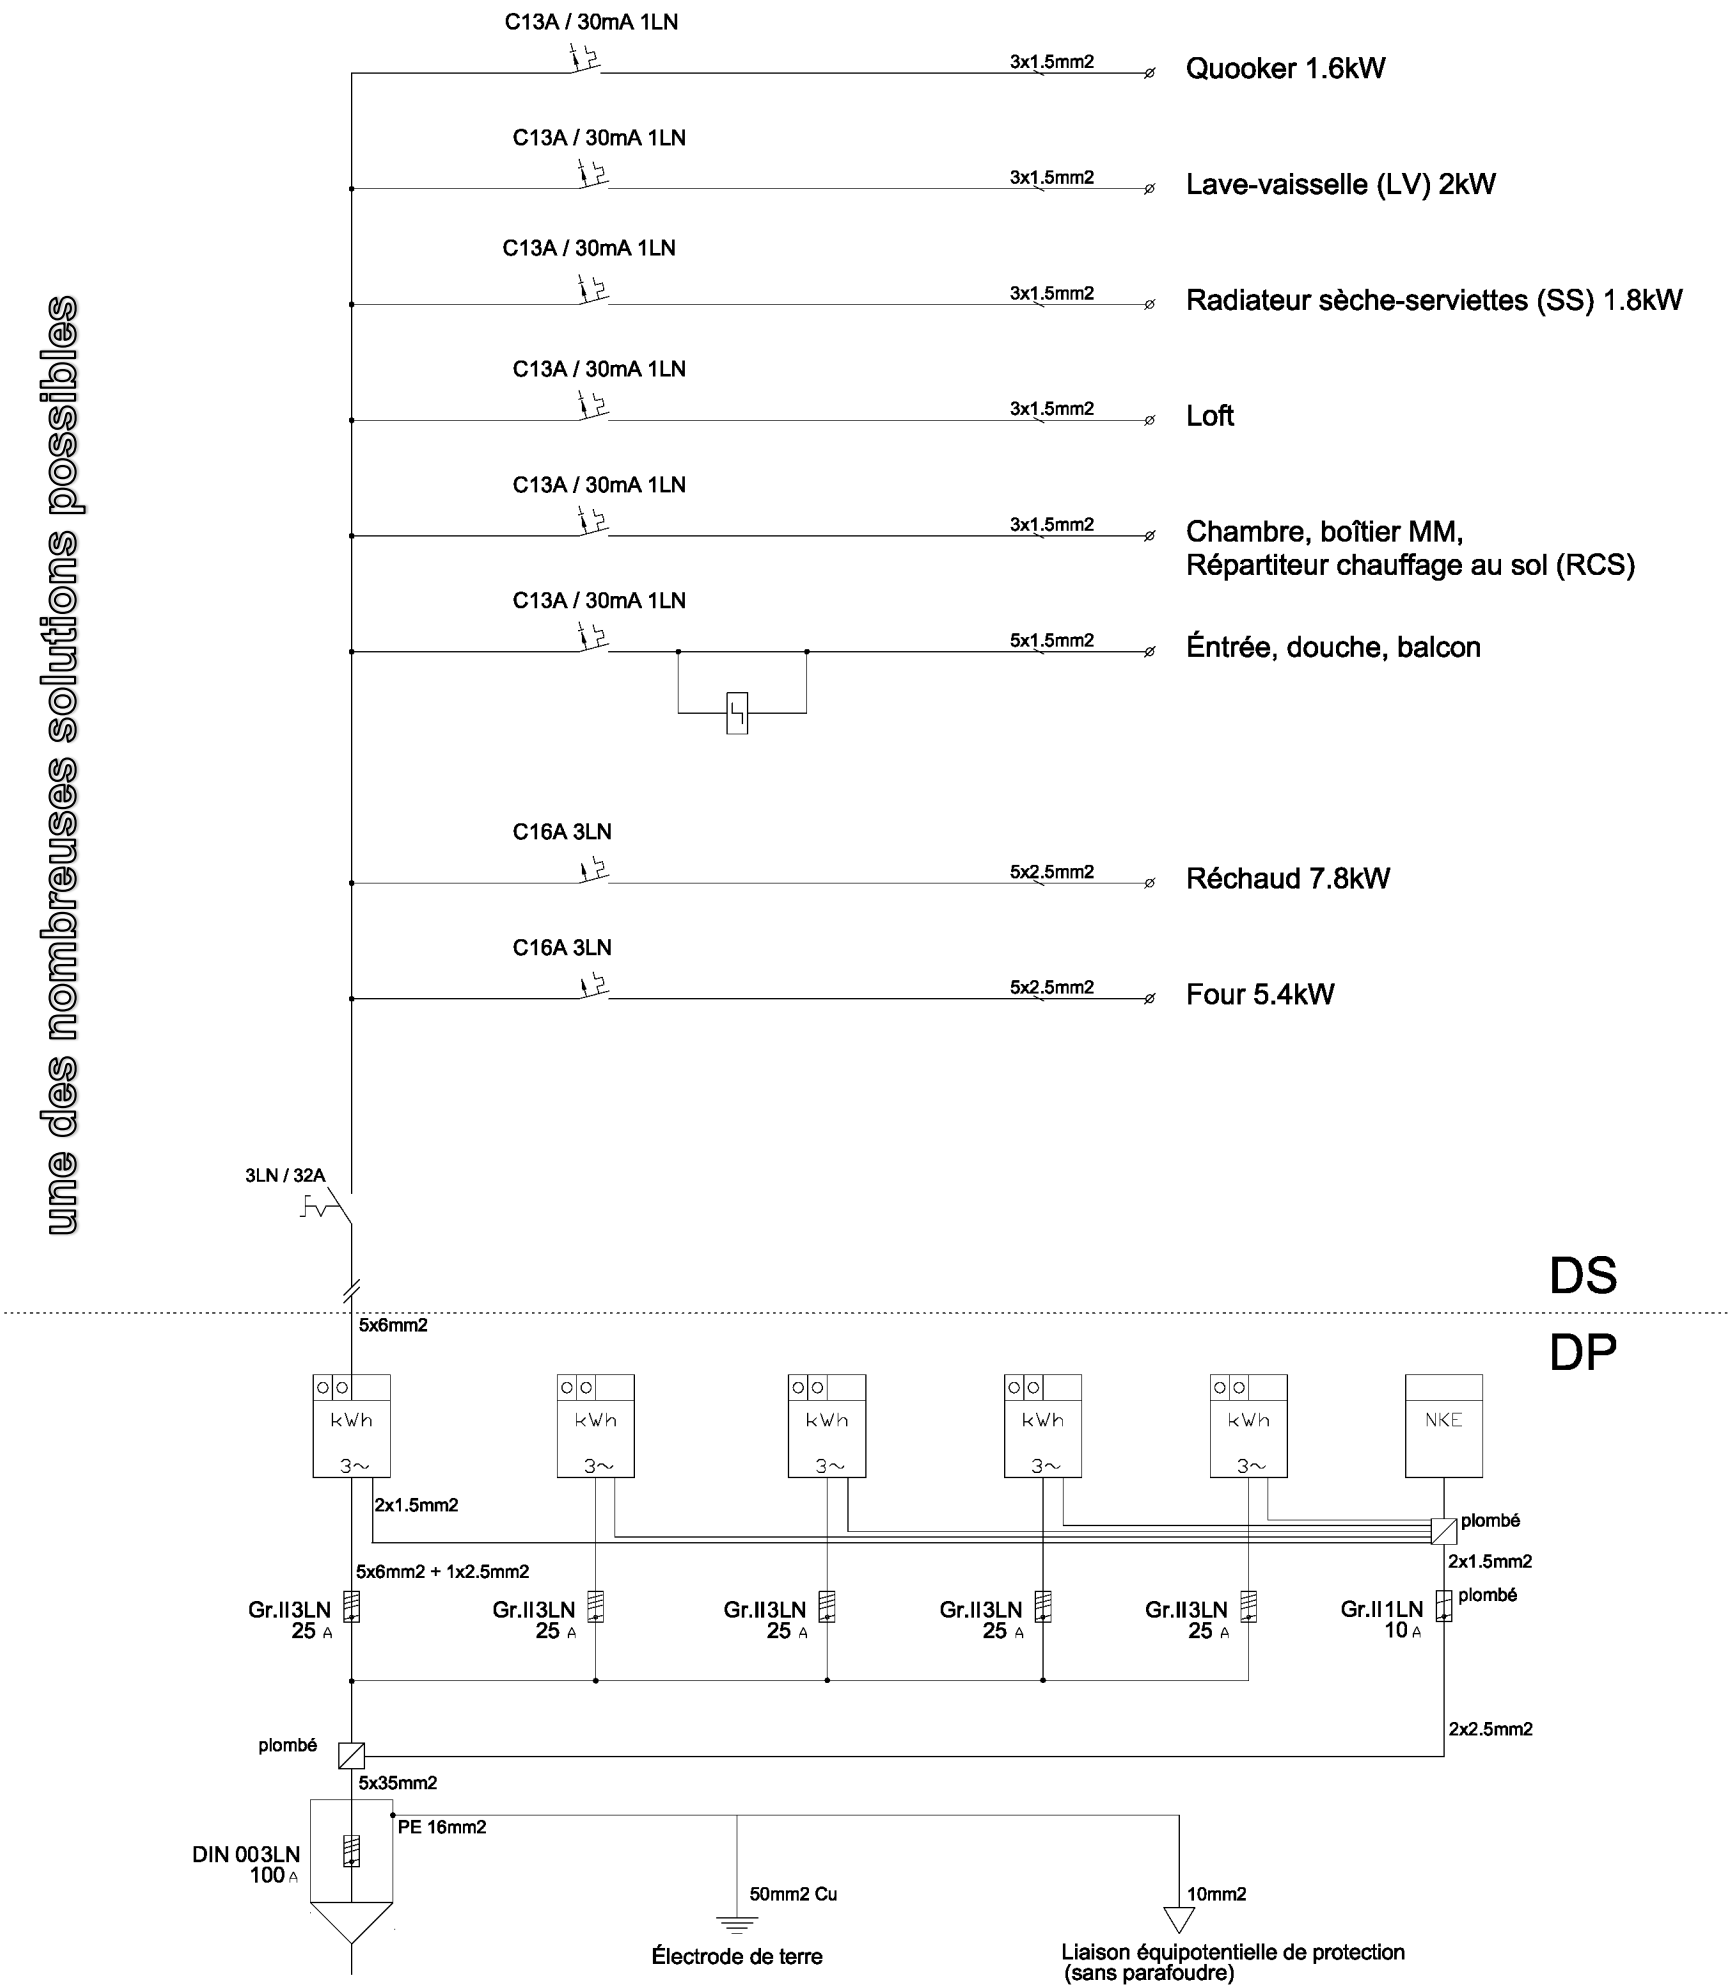 C13A / 30mA 1LN
3x1.5mm2
Quooker 1.6kW
C13A / 30mA 1LN
3x1.5mm2
Lave-vaisselle (LV) 2kW
C13A / 30mA 1LN
3x1.5mm2
Radiateur sèche-serviettes (SS) 1.8kW
C13A / 30mA 1LN
3x1.5mm2
Loft
C13A / 30mA 1LN
3x1.5mm2
Chambre, boîtier MM,
Répartiteur chauffage au sol (RCS)
C13A / 30mA 1LN
5x1.5mm2
Éntrée, douche, balcon
C16A 3LN
5x2.5mm2
Réchaud 7.8kW
C16A 3LN
5x2.5mm2
Four 5.4kW
une des nombreuses solutions possibles
3LN / 32A
DS
DP
5x6mm2
kWh
3~
kWh
3~
kWh
3~
kWh
3~
kWh
3~
NKE
2x1.5mm2
plombé
2x1.5mm2
5x6mm2 + 1x2.5mm2
plombé
Gr.II3LN
25 A
Gr.II3LN
25 A
Gr.II3LN
25 A
Gr.II3LN
25 A
Gr.II3LN
25 A
Gr.II1LN
10 A
2x2.5mm2
plombé
5x35mm2
PE 16mm2
DIN 003LN
100 A
50mm2 Cu
Électrode de terre
10mm2
Liaison équipotentielle de protection
(sans parafoudre)